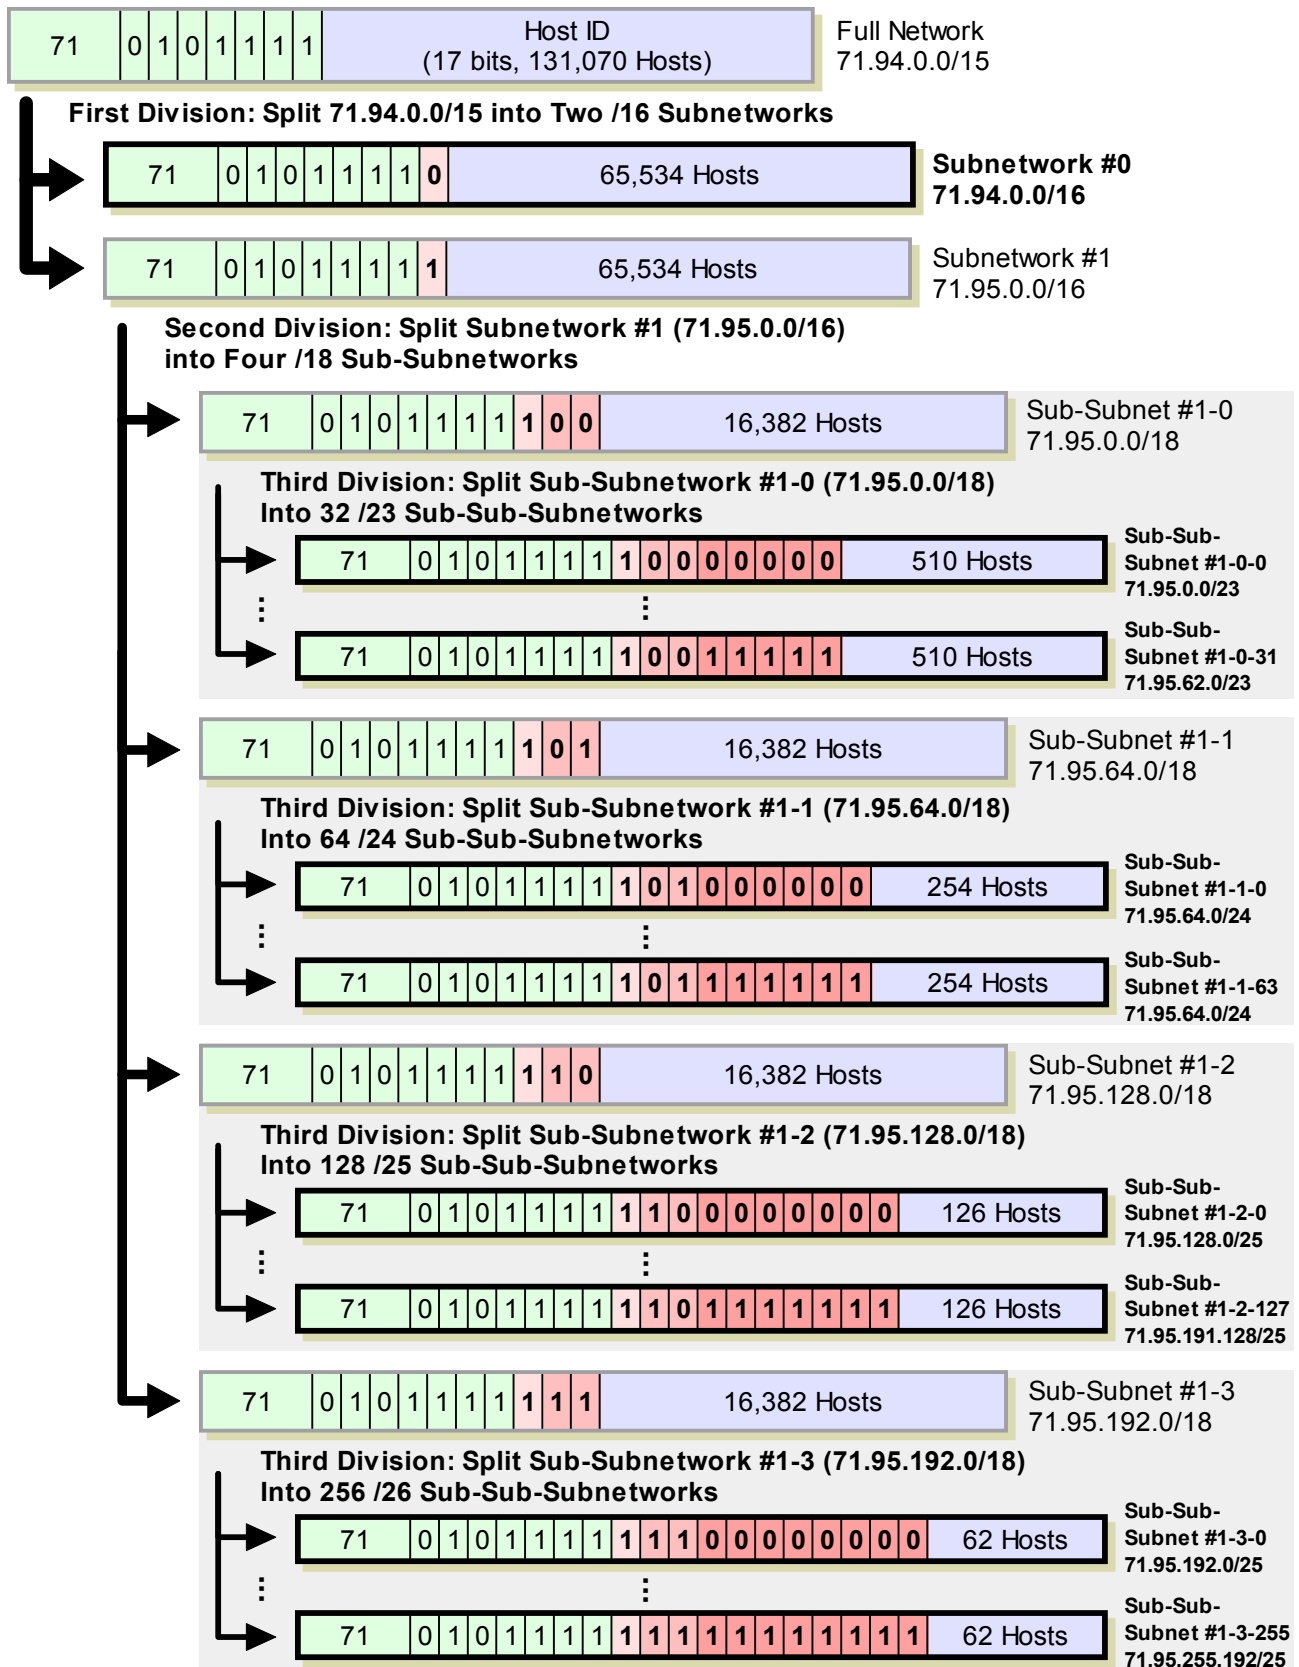 71 0 1 0 1 1 1 1 Host ID
(17 bits, 131,070 Hosts)
Full Network
71.94.0.0/15
First Division: Split 71.94.0.0/15 into Two /16 Subnetworks
71 0 1 0 1 1 1 1 0 65,534 Hosts
Subnetwork #0
71.94.0.0/16
71 0 1 0 1 1 1 1 1 65,534 Hosts
Subnetwork #1
71.95.0.0/16
Second Division: Split Subnetwork #1 (71.95.0.0/16)
into Four /18 Sub-Subnetworks
71 0 1 0 1 1 1 1 1 0 0 16,382 Hosts
Sub-Subnet #1-0
71.95.0.0/18
Third Division: Split Sub-Subnetwork #1-0 (71.95.0.0/18)
Into 32 /23 Sub-Sub-Subnetworks
71 0 1 0 1 1 1 1 1 0 0 0 0 0 0 0 510 Hosts
Sub-Sub-
Subnet #1-0-0
71.95.0.0/23
... ...
71 0 1 0 1 1 1 1 1 0 0 1 1 1 1 1 510 Hosts
Sub-Sub-
Subnet #1-0-31
71.95.62.0/23
71 0 1 0 1 1 1 1 1 0 1 16,382 Hosts
Sub-Subnet #1-1
71.95.64.0/18
Third Division: Split Sub-Subnetwork #1-1 (71.95.64.0/18)
Into 64 /24 Sub-Sub-Subnetworks
71 0 1 0 1 1 1 1 1 0 1 0 0 0 0 0 0 254 Hosts
Sub-Sub-
Subnet #1-1-0
71.95.64.0/24
... ...
71 0 1 0 1 1 1 1 1 0 1 1 1 1 1 1 1 254 Hosts
Sub-Sub-
Subnet #1-1-63
71.95.64.0/24
71 0 1 0 1 1 1 1 1 1 0 16,382 Hosts
Sub-Subnet #1-2
71.95.128.0/18
Third Division: Split Sub-Subnetwork #1-2 (71.95.128.0/18)
Into 128 /25 Sub-Sub-Subnetworks
71 0 1 0 1 1 1 1 1 1 0 0 0 0 0 0 0 0 126 Hosts
Sub-Sub-
Subnet #1-2-0
71.95.128.0/25
... ...
71 0 1 0 1 1 1 1 1 1 0 1 1 1 1 1 1 1 126 Hosts
Sub-Sub-
Subnet #1-2-127
71.95.191.128/25
71 0 1 0 1 1 1 1 1 1 1 16,382 Hosts
Sub-Subnet #1-3
71.95.192.0/18
Third Division: Split Sub-Subnetwork #1-3 (71.95.192.0/18)
Into 256 /26 Sub-Sub-Subnetworks
71 0 1 0 1 1 1 1 1 1 1 0 0 0 0 0 0 0 0 62 Hosts
Sub-Sub-
Subnet #1-3-0
71.95.192.0/25
... ...
71 0 1 0 1 1 1 1 1 1 1 1 1 1 1 1 1 1 1 62 Hosts
Sub-Sub-
Subnet #1-3-255
71.95.255.192/25